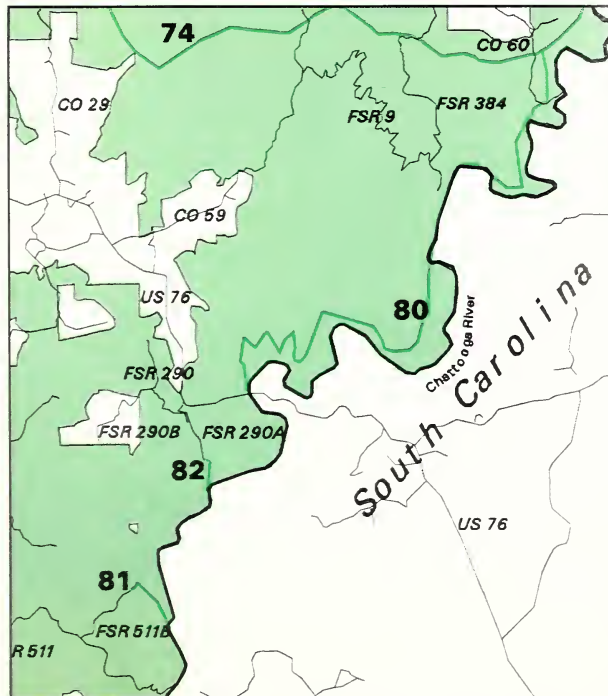 74
CO 60
CO 29
FSR 9
FSR 384
CO 59
US 76
80
Chattooga River
South Carolina
FSR 290
FSR 290B
FSR 290A
82
US 76
81
FSR 511B
R 511